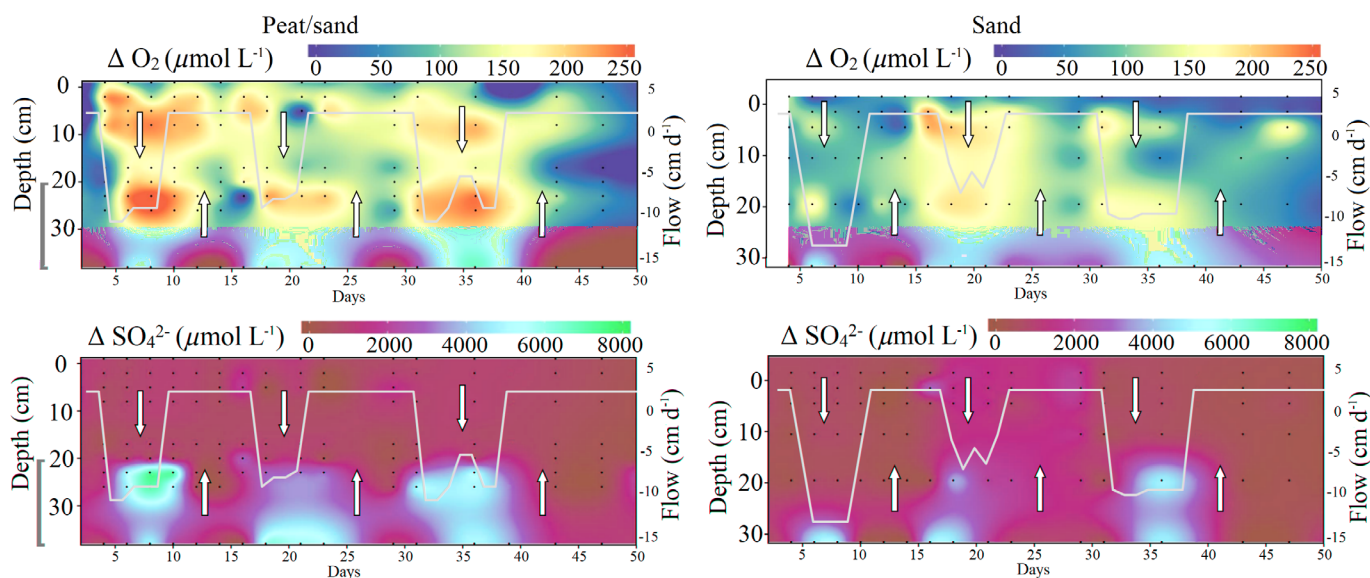 Peat/sand
Δ O₂ (µmol L⁻¹) 0 50 100 150 200 250
0
10
20
30
Depth (cm)
5
0
-5
-10
-15
Flow (cm d⁻¹)
5 10 15 20 25 30 35 40 45 50
Days
Sand
Δ O₂ (µmol L⁻¹) 0 50 100 150 200 250
0
10
20
30
Depth (cm)
5
0
-5
-10
-15
Flow (cm d⁻¹)
5 10 15 20 25 30 35 40 45 50
Days
Δ SO₄²⁻ (µmol L⁻¹) 0 2000 4000 6000 8000
0
10
20
30
Depth (cm)
5
0
-5
-10
-15
Flow (cm d⁻¹)
5 10 15 20 25 30 35 40 45 50
Days
Δ SO₄²⁻ (µmol L⁻¹) 0 2000 4000 6000 8000
0
10
20
30
Depth (cm)
5
0
-5
-10
-15
Flow (cm d⁻¹)
5 10 15 20 25 30 35 40 45 50
Days